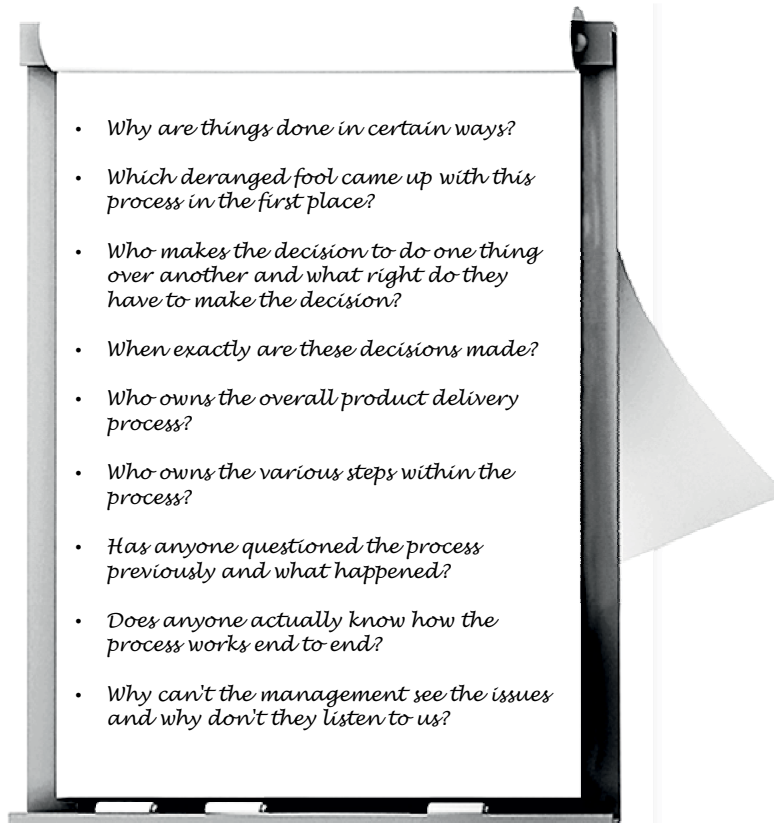 • Why are things done in certain ways?
• Which deranged fool came up with this
process in the first place?
• Who makes the decision to do one thing
over another and what right do they
have to make the decision?
• When exactly are these decisions made?
• Who owns the overall product delivery
process?
• Who owns the various steps within the
process?
• Has anyone questioned the process
previously and what happened?
• Does anyone actually know how the
process works end to end?
• Why can't the management see the issues
and why don't they listen to us?